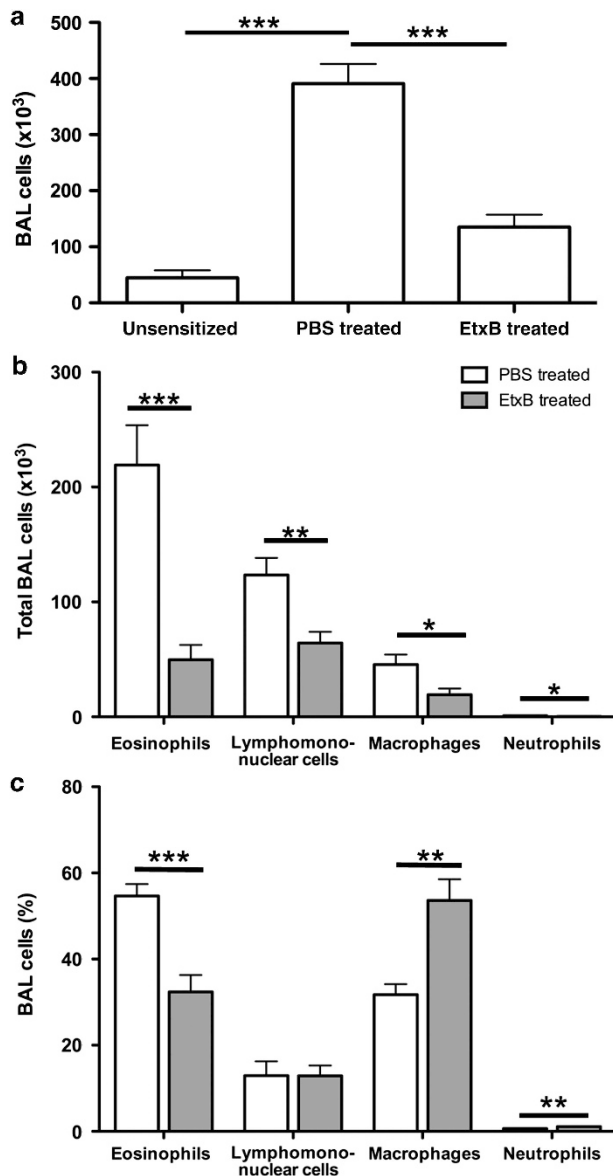 a
BAL cells (x10³)
500
400
300
200
100
0
***
***
Unsensitized
PBS treated
EtxB treated
b
Total BAL cells (x10³)
300
200
100
0
PBS treated
EtxB treated
***
**
*
*
Eosinophils
Lymphomono-
nuclear cells
Macrophages
Neutrophils
c
BAL cells (%)
80
60
40
20
0
***
**
**
Eosinophils
Lymphomono-
nuclear cells
Macrophages
Neutrophils